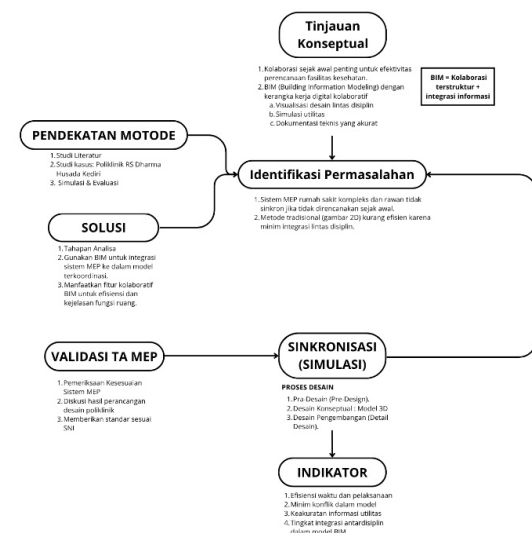 Tinjauan
Konseptual
1. Kolaborasi sejak awal penting untuk efektivitas
perencanaan fasilitas kesehatan.
2. BIM (Building Information Modeling) dengan
kerangka kerja digital kolaboratif
a. Visualisasi desain lintas disiplin
b. Simulasi utilitas
c. Dokumentasi teknis yang akurat
BIM = Kolaborasi
terstruktur +
integrasi informasi
PENDEKATAN MOTODE
1. Studi Literatur
2. Studi kasus: Poliklinik RS Dharma
Husada Kediri
3. Simulasi & Evaluasi
Identifikasi Permasalahan
1. Sistem MEP rumah sakit kompleks dan rawan tidak
sinkron jika tidak direncanakan sejak awal.
2. Metode tradisional (gambar 2D) kurang efisien karena
minim integrasi lintas disiplin.
SOLUSI
1. Tahapan Analisa
2. Gunakan BIM untuk integrasi
sistem MEP ke dalam model
terkoordinasi.
3. Manfaatkan fitur kolaboratif
BIM untuk efisiensi dan
kejelasan fungsi ruang.
VALIDASI TA MEP
1. Pemeriksaan Kesesuaian
Sistem MEP
2. Diskusi hasil perancangan
desain poliklinik
3. Memberikan standar sesuai
SNI
SINKRONISASI
(SIMULASI)
PROSES DESAIN
1. Pra-Desain (Pre-Design).
2. Desain Konseptual : Model 3D
3. Desain Pengembangan (Detail
Desain),
INDIKATOR
1. Efisiensi waktu dan pelaksanaan
2. Minim konflik dalam model
3. Keakuratan informasi utilitas
4. Tingkat integrasi antardisiplin
dalam model BIM